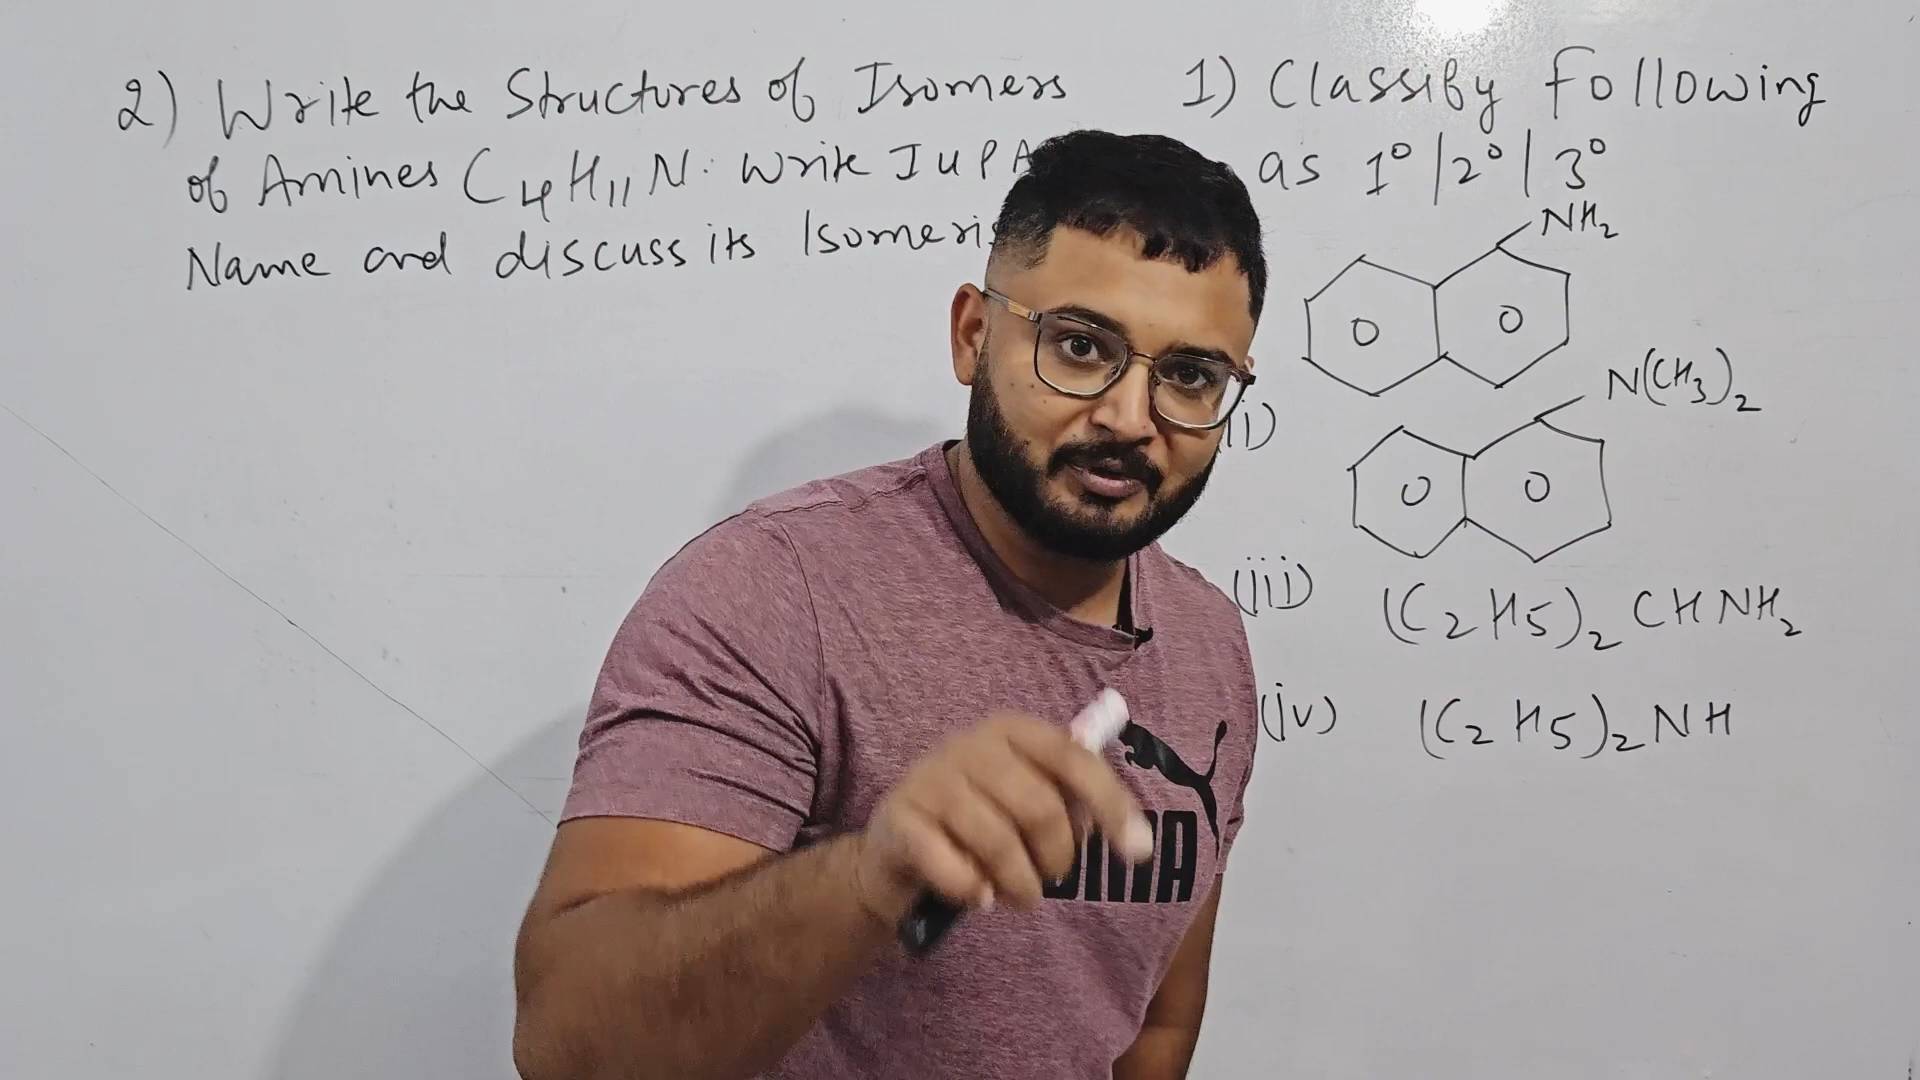 2) Write the Structures of Isomers
of Amines C4H11N. Write IUPA
Name and discuss its Isomeris
1) Classify following
as 1° / 2° / 3°
NH2
N(CH3)2
(iii) (C2H5)2CHNH2
(iv) (C2H5)2NH
PUMA